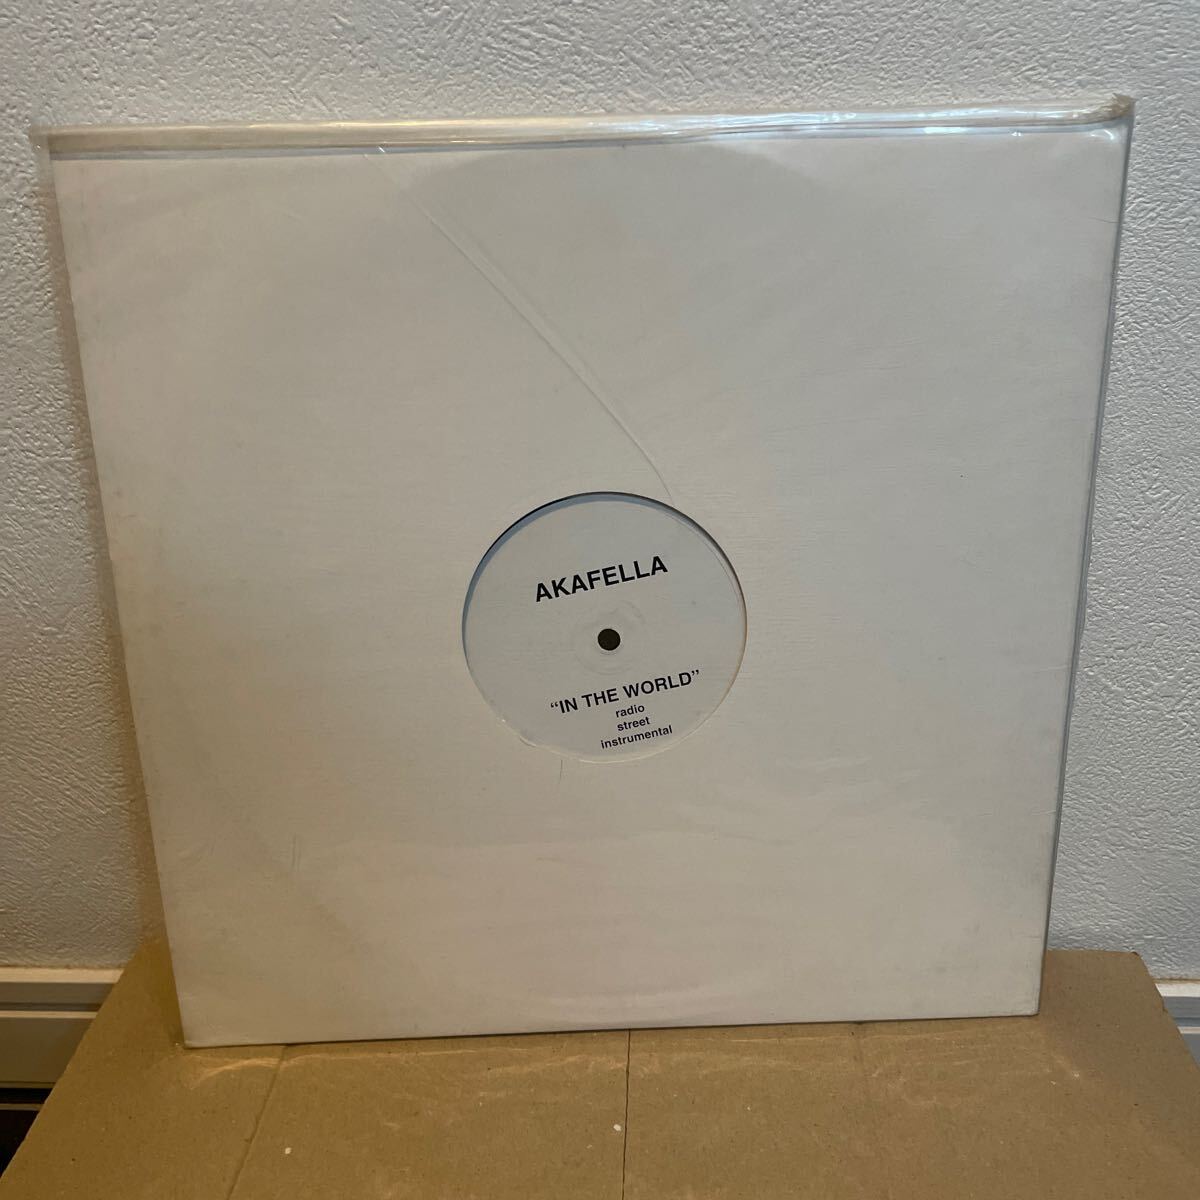 AKAFELLA
“IN THE WORLD”
radio
street
instrumental